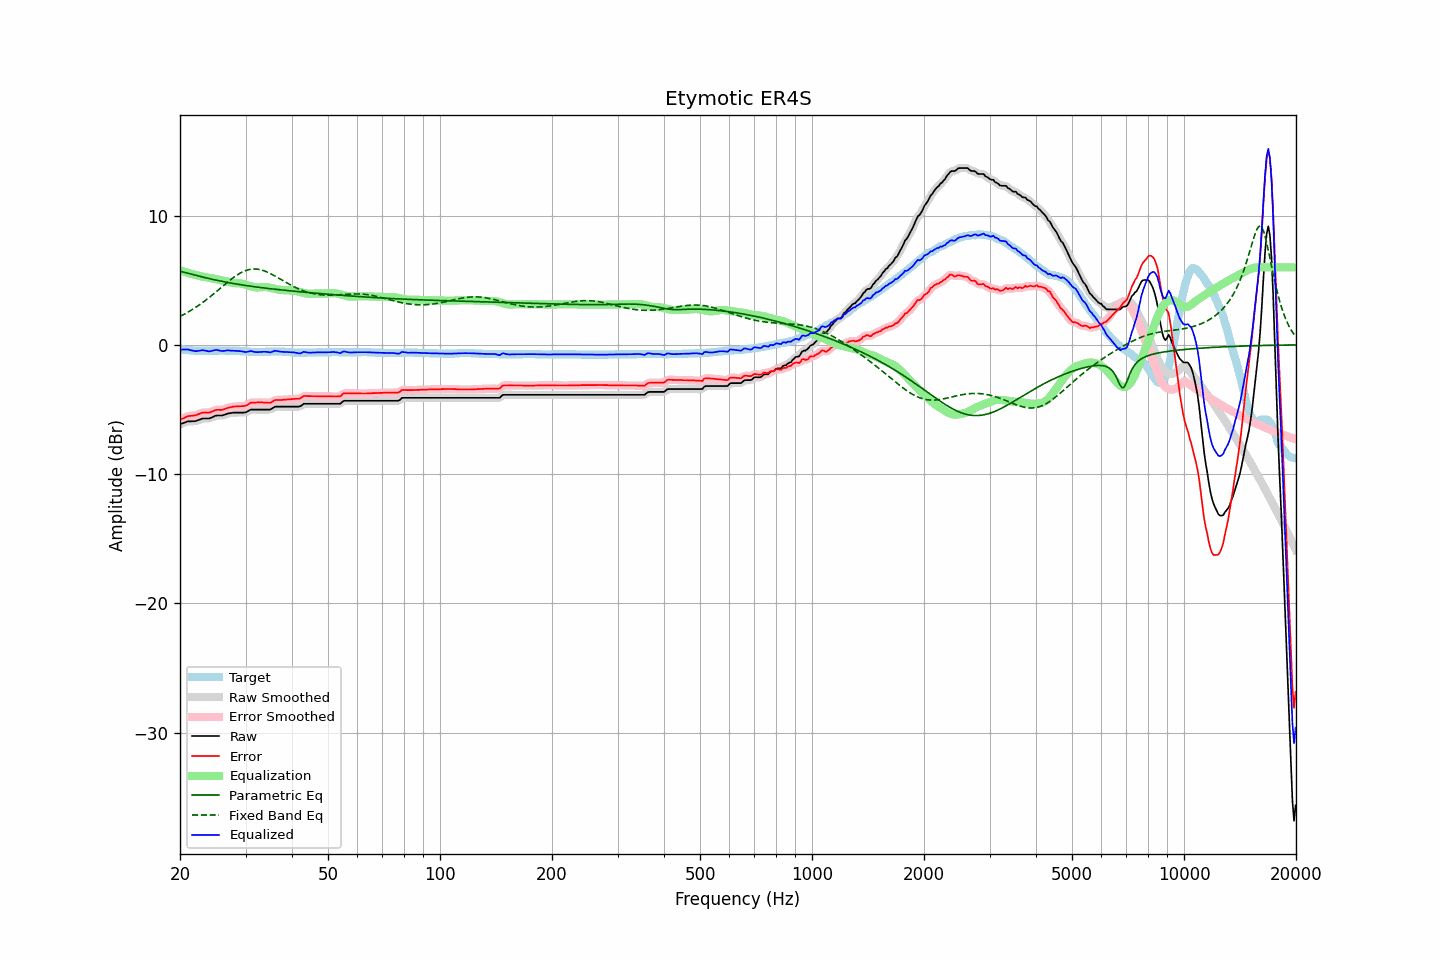 Etymotic ER4S
Amplitude (dBr)
10
0
−10
−20
−30
Target
Raw Smoothed
Error Smoothed
Raw
Error
Equalization
Parametric Eq
Fixed Band Eq
Equalized
20 50 100 200 500 1000 2000 5000 10000 20000
Frequency (Hz)